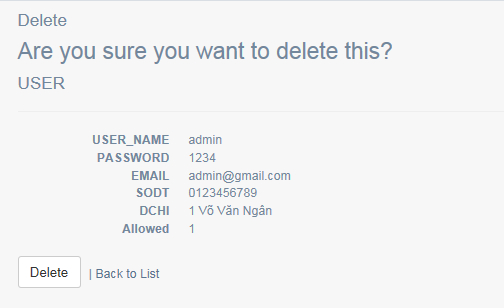 Delete
Are you sure you want to delete this?
USER
USER_NAME admin
PASSWORD 1234
EMAIL admin@gmail.com
SODT 0123456789
DCHI 1 Võ Văn Ngân
Allowed 1
Delete | Back to List